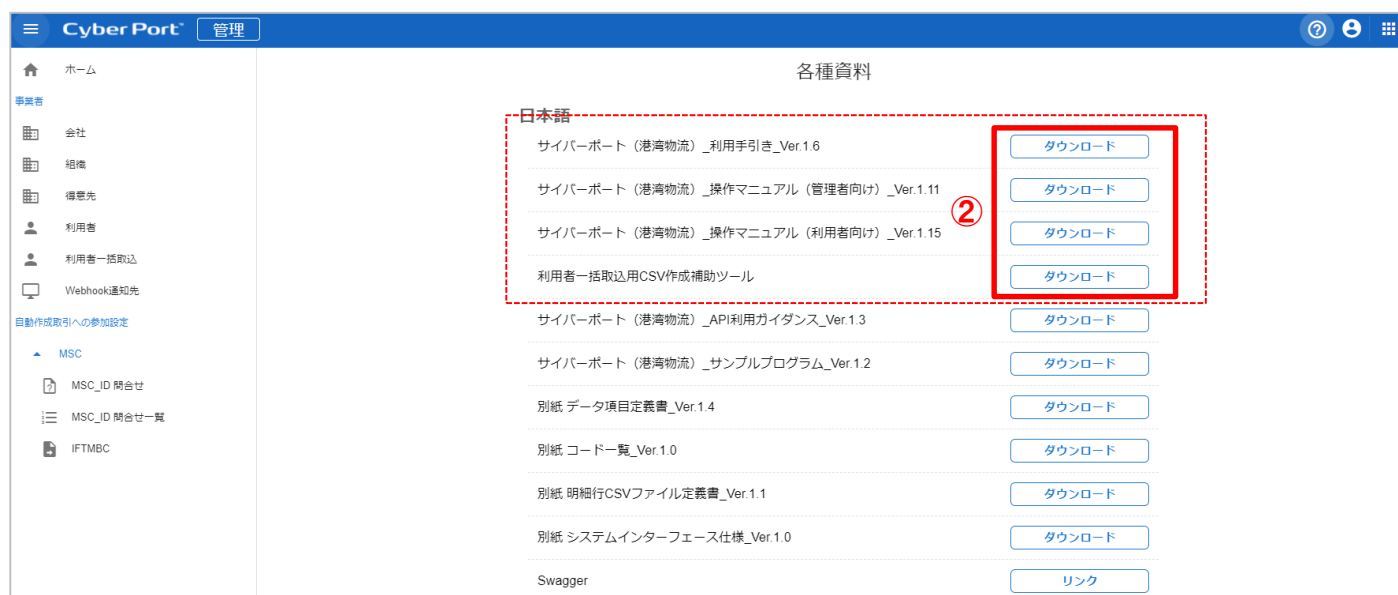 Cyber Port™ 管理
ホーム
事業者
会社
組織
得意先
利用者
利用者一括取込
Webhook通知先
自動作成取引への参加設定
MSC
MSC_ID 問合せ
MSC_ID 問合せ一覧
IFTMBC
各種資料
日本語
サイバーポート（港湾物流）_利用手引き_Ver.1.6 ダウンロード
サイバーポート（港湾物流）_操作マニュアル（管理者向け）_Ver.1.11 ダウンロード
②
サイバーポート（港湾物流）_操作マニュアル（利用者向け）_Ver.1.15 ダウンロード
利用者一括取込用CSV作成補助ツール ダウンロード
サイバーポート（港湾物流）_API利用ガイダンス_Ver.1.3 ダウンロード
サイバーポート（港湾物流）_サンプルプログラム_Ver.1.2 ダウンロード
別紙 データ項目定義書_Ver.1.4 ダウンロード
別紙 コード一覧_Ver.1.0 ダウンロード
別紙 明細行CSVファイル定義書_Ver.1.1 ダウンロード
別紙 システムインターフェース仕様_Ver.1.0 ダウンロード
Swagger リンク